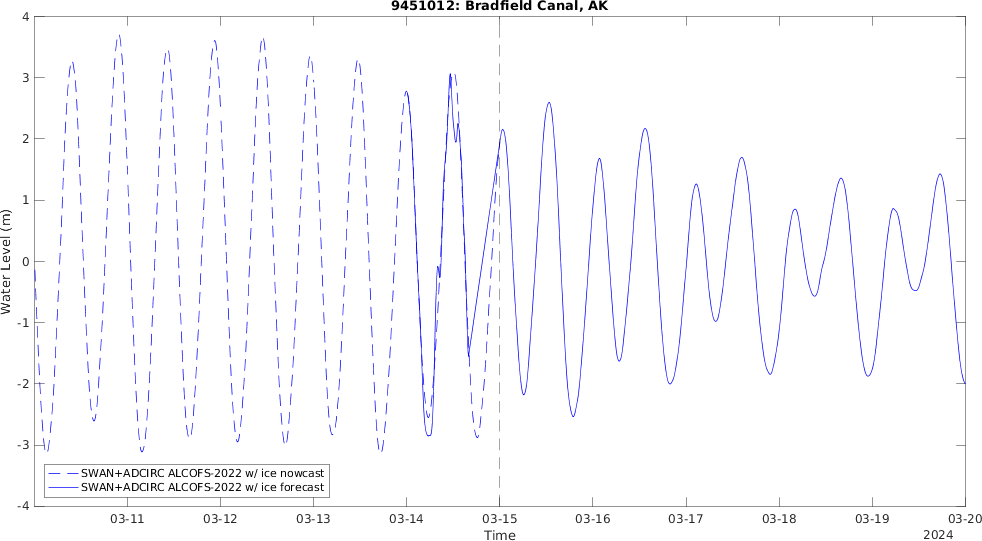 9451012: Bradfield Canal, AK
4
3
2
1
0
-1
-2
-3
-4
Water Level (m)
SWAN+ADCIRC ALCOFS-2022 w/ ice nowcast
SWAN+ADCIRC ALCOFS-2022 w/ ice forecast
03-11 03-12 03-13 03-14 03-15 03-16 03-17 03-18 03-19 03-20
Time
2024